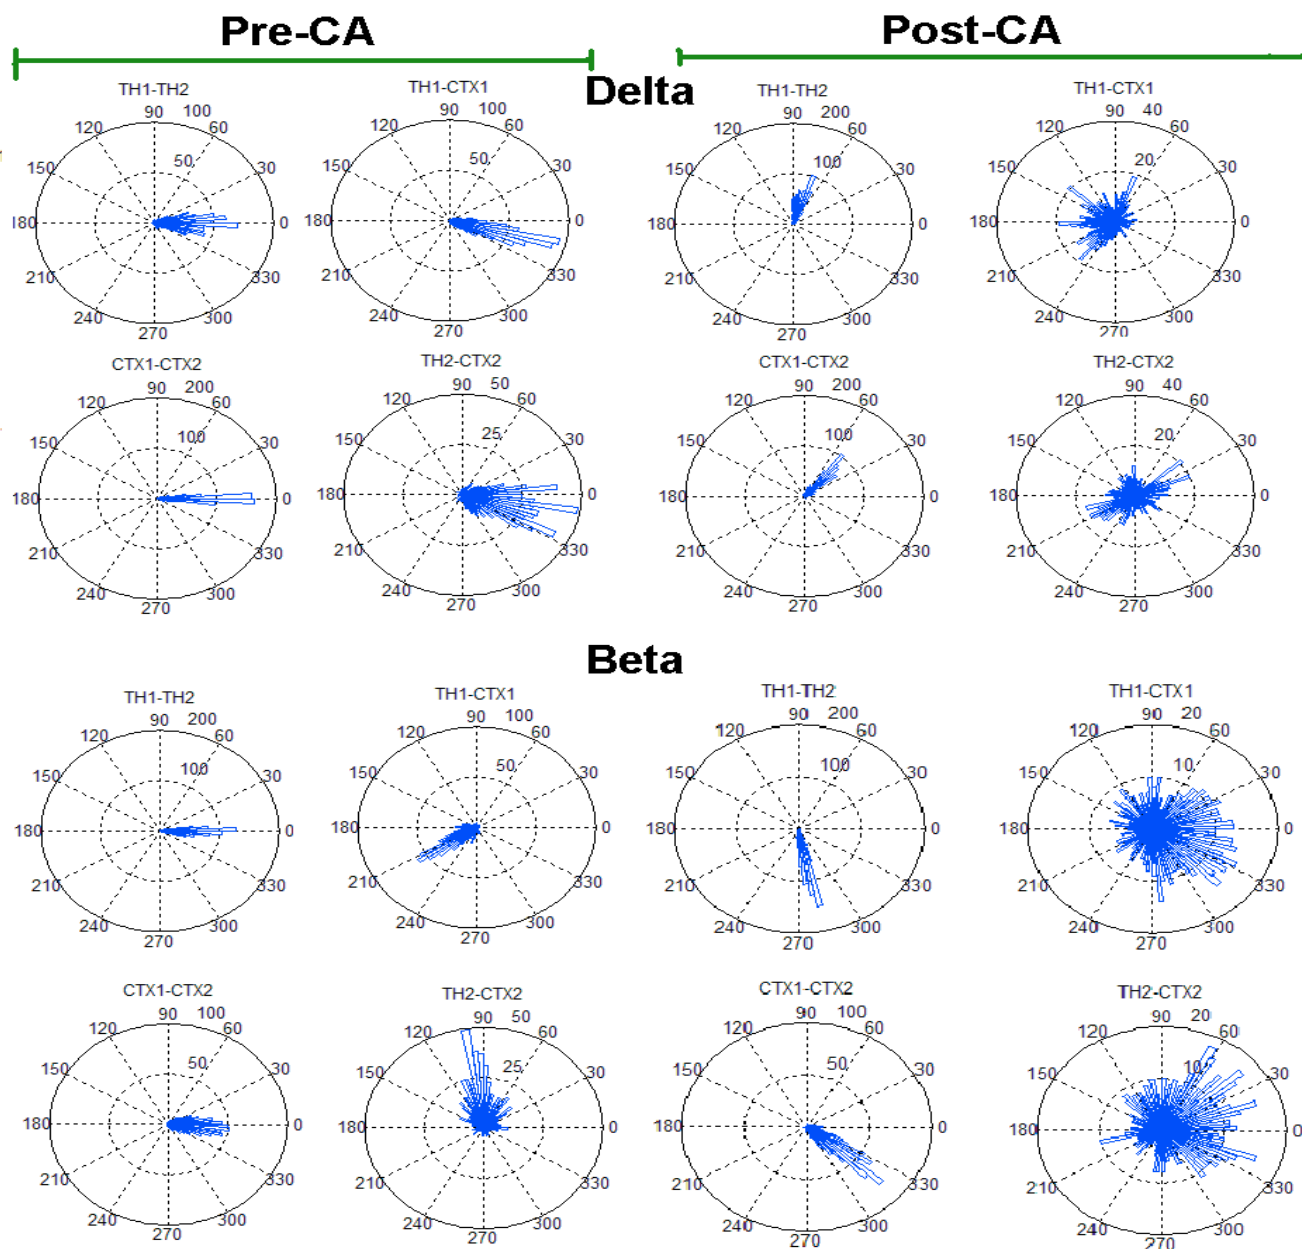 Pre-CA Post-CA
Delta
TH1-TH2 TH1-CTX1 TH1-TH2 TH1-CTX1
90 100 90 100 90 200 90 40
120 60 120 60 120 60 120 60
150 50 30 150 50 30 150 100 30 150 20 30
180 0 180 0 180 0 180 0
210 330 210 330 210 330 210 330
240 300 240 300 240 300 240 300
270 270 270 270
CTX1-CTX2 TH2-CTX2 CTX1-CTX2 TH2-CTX2
90 200 90 50 90 200 90 40
120 60 120 60 120 60 120 60
150 100 30 150 25 30 150 100 30 150 20 30
180 0 180 0 180 0 180 0
210 330 210 330 210 330 210 330
240 300 240 300 240 300 240 300
270 270 270 270
Beta
TH1-TH2 TH1-CTX1 TH1-TH2 TH1-CTX1
90 200 90 100 90 200 90 20
120 60 120 60 120 60 120 60
150 100 30 150 50 30 150 100 30 150 10 30
180 0 180 0 180 0 180 0
210 330 210 330 210 330 210 330
240 300 240 300 240 300 240 300
270 270 270 270
CTX1-CTX2 TH2-CTX2 CTX1-CTX2 TH2-CTX2
90 100 90 50 90 100 90 20
120 60 120 60 120 60 120 60
150 50 30 150 25 30 150 50 30 150 10 30
180 0 180 0 180 0 180 0
210 330 210 330 210 330 210 330
240 300 240 300 240 300 240 300
270 270 270 270